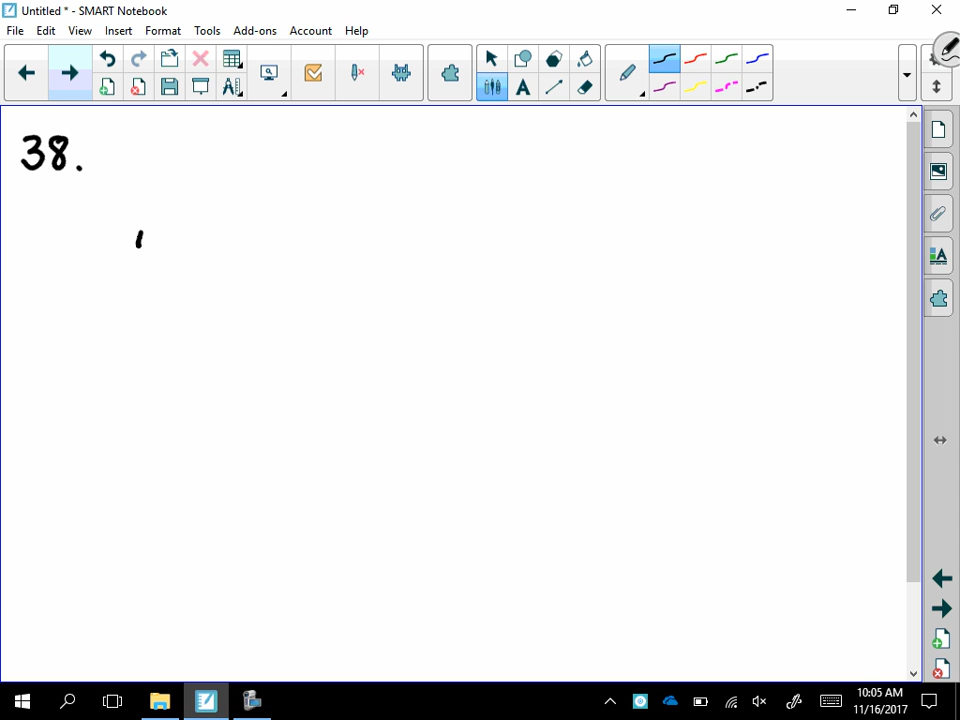 Untitled * - SMART Notebook
File Edit View Insert Format Tools Add-ons Account Help
38.
10:05 AM
11/16/2017